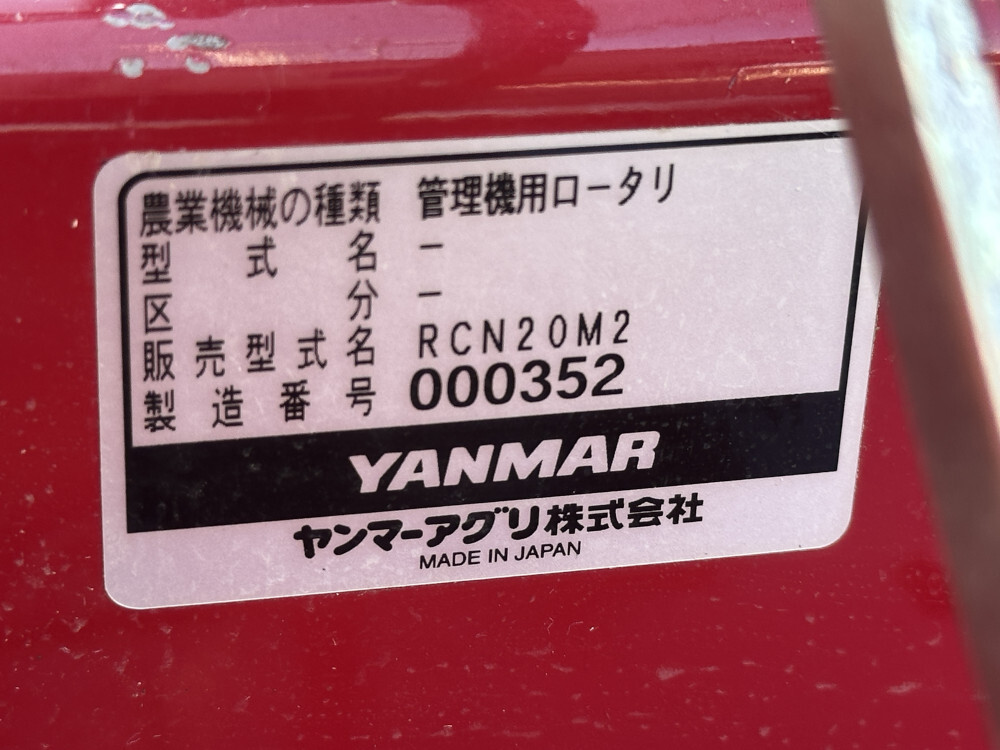 農業機械の種類 管理機用ロータリ
型式名 −
区分 −
販売型式名 RCN20M2
製造番号 000352
YANMAR
ヤンマーアグリ株式会社
MADE IN JAPAN